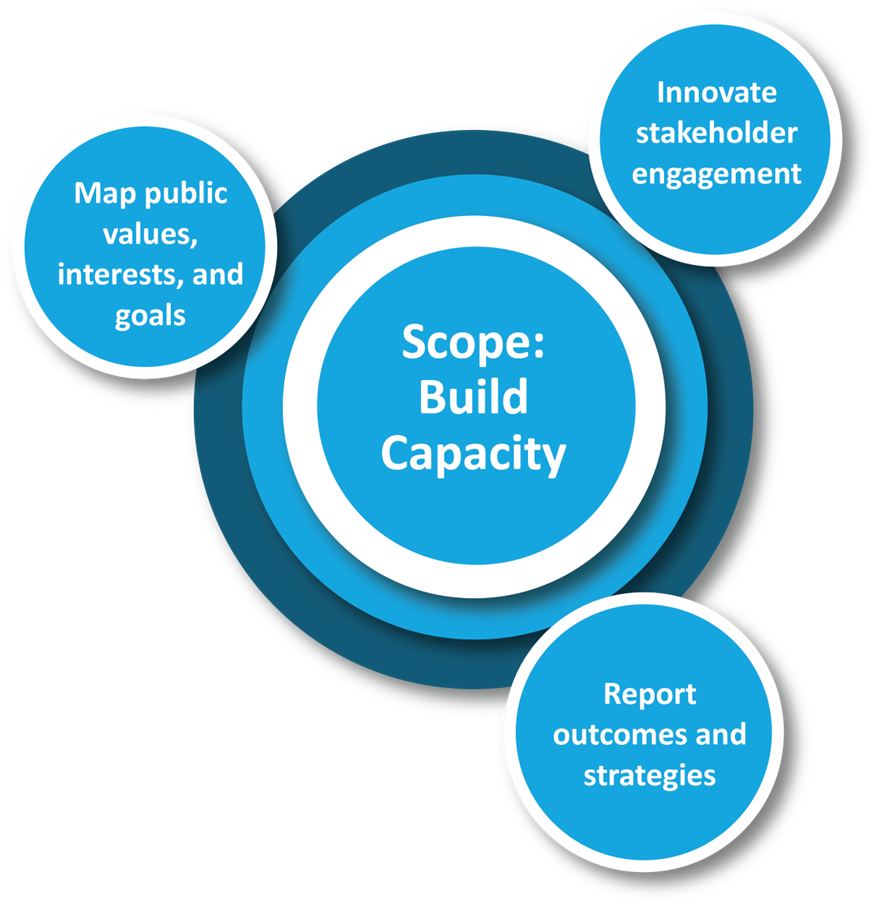 Innovate
stakeholder
engagement
Map public
values,
interests, and
goals
Scope:
Build
Capacity
Report
outcomes and
strategies